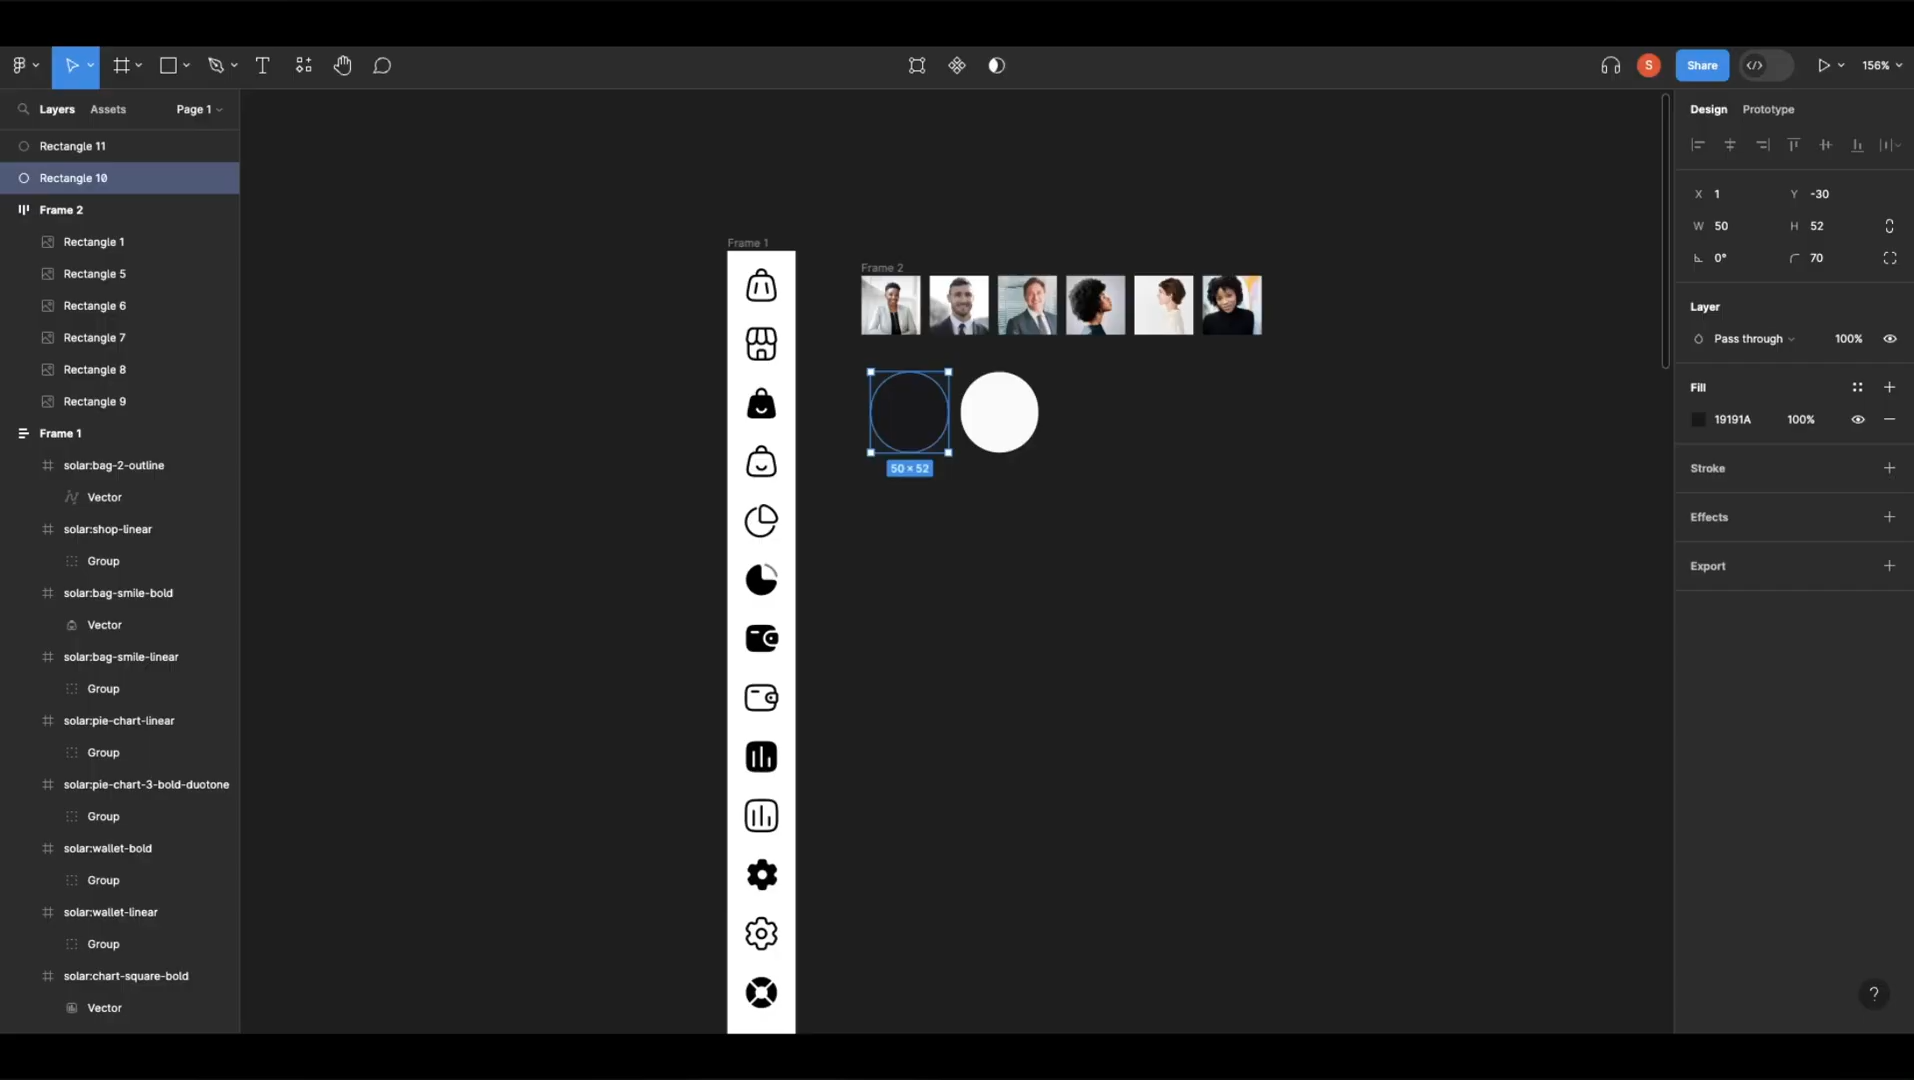 T
S
Share
156%
Layers
Assets
Page 1
Design
Prototype
Rectangle 11
Rectangle 10
Frame 2
Rectangle 1
Rectangle 5
Rectangle 6
Rectangle 7
Rectangle 8
Rectangle 9
Frame 1
solar:bag-2-outline
Vector
solar:shop-linear
Group
solar:bag-smile-bold
Vector
solar:bag-smile-linear
Group
solar:pie-chart-linear
Group
solar:pie-chart-3-bold-duotone
Group
solar:wallet-bold
Group
solar:wallet-linear
Group
solar:chart-square-bold
Vector
Frame 1
Frame 2
50 × 52
X 1 Y -30
W 50 H 52
0° 70
Layer
Pass through 100%
Fill
19191A 100%
Stroke
Effects
Export
?